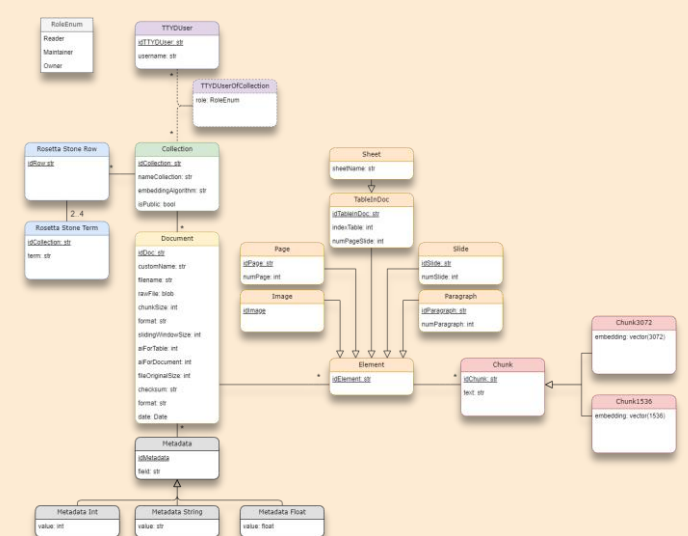 RoleEnum
Reader
Maintainer
Owner
TTYDUser
idTTYDUser: str
username: str
*
TTYDUserOfCollection
role: RoleEnum
*
Rosetta Stone Row
idRow:str
*
Collection
idCollection: str
nameCollection: str
embeddingAlgorithm: str
isPublic: bool
2..4
Rosetta Stone Term
idCollection: str
term: str
*
Document
idDoc: str
customName: str
filename: str
rawFile: blob
chunkSize: int
format: str
slidingWindowSize: int
aiForTable: int
aiForDocument: int
fileOriginalSize: int
checksum: str
format: str
date: Date
*
Metadata
idMetadata
field: str
Metadata Int
value: int
Metadata String
value: str
Metadata Float
value: float
Sheet
sheetName: str
TableInDoc
idTableInDoc: str
indexTable: int
numPageSlide: int
Page
idPage: str
numPage: int
Slide
idSlide: str
numSlide: int
Image
idImage
Paragraph
idParagraph: str
numParagraph: int
*
Element
idElement: str
*
Chunk
idChunk: str
text: str
Chunk3072
embedding: vector(3072)
Chunk1536
embedding: vector(1536)